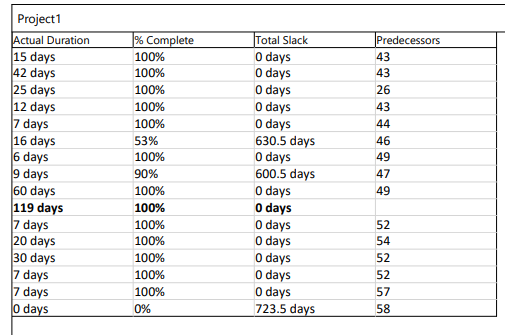 Project1
Actual Duration % Complete Total Slack Predecessors
15 days 100% 0 days 43
42 days 100% 0 days 43
25 days 100% 0 days 26
12 days 100% 0 days 43
7 days 100% 0 days 44
16 days 53% 630.5 days 46
6 days 100% 0 days 49
9 days 90% 600.5 days 47
60 days 100% 0 days 49
119 days 100% 0 days
7 days 100% 0 days 52
20 days 100% 0 days 54
30 days 100% 0 days 52
7 days 100% 0 days 52
7 days 100% 0 days 57
0 days 0% 723.5 days 58